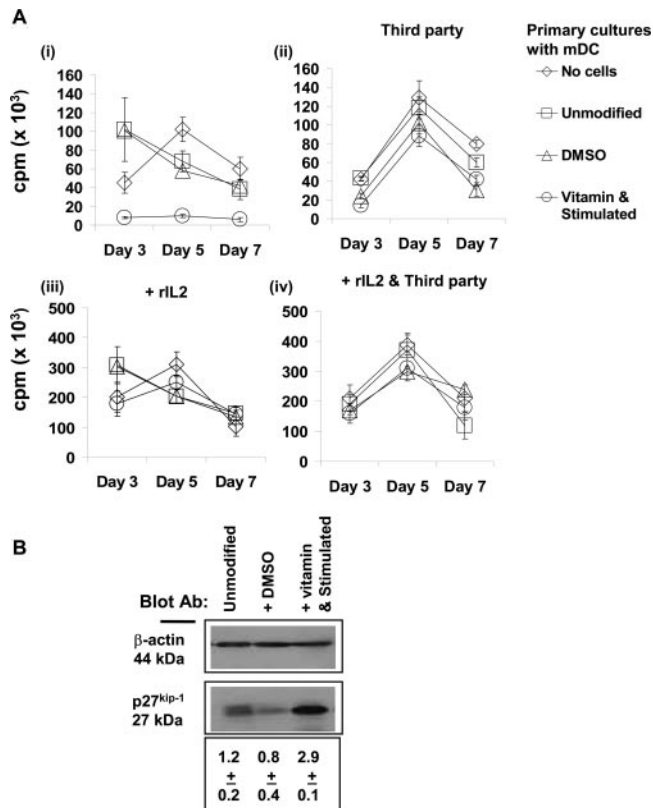 A
Third party
Primary cultures
with mDC
(i)
(ii)
No cells
Unmodified
DMSO
Vitamin &
Stimulated
cpm (x 10³)
160
140
120
100
80
60
40
20
0
Day 3 Day 5 Day 7
160
140
120
100
80
60
40
20
0
Day 3 Day 5 Day 7
(iii)
+ rIL2
(iv)
+ rIL2 & Third party
cpm (x 10³)
500
400
300
200
100
0
Day 3 Day 5 Day 7
500
400
300
200
100
0
Day 3 Day 5 Day 7
B
Blot Ab:
Unmodified
+ DMSO
+ vitamin
& Stimulated
β-actin
44 kDa
p27kip-1
27 kDa
1.2 0.8 2.9
± ± ±
0.2 0.4 0.1